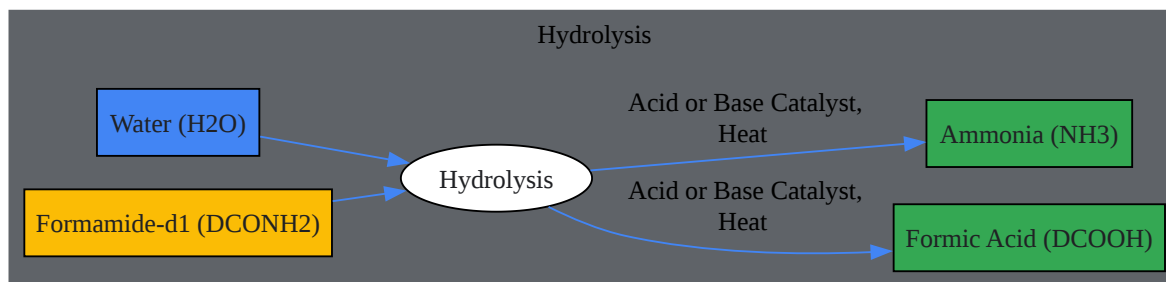 Hydrolysis
Water (H2O)
Formamide-d1 (DCONH2)
Hydrolysis
Acid or Base Catalyst,
Heat
Acid or Base Catalyst,
Heat
Ammonia (NH3)
Formic Acid (DCOOH)